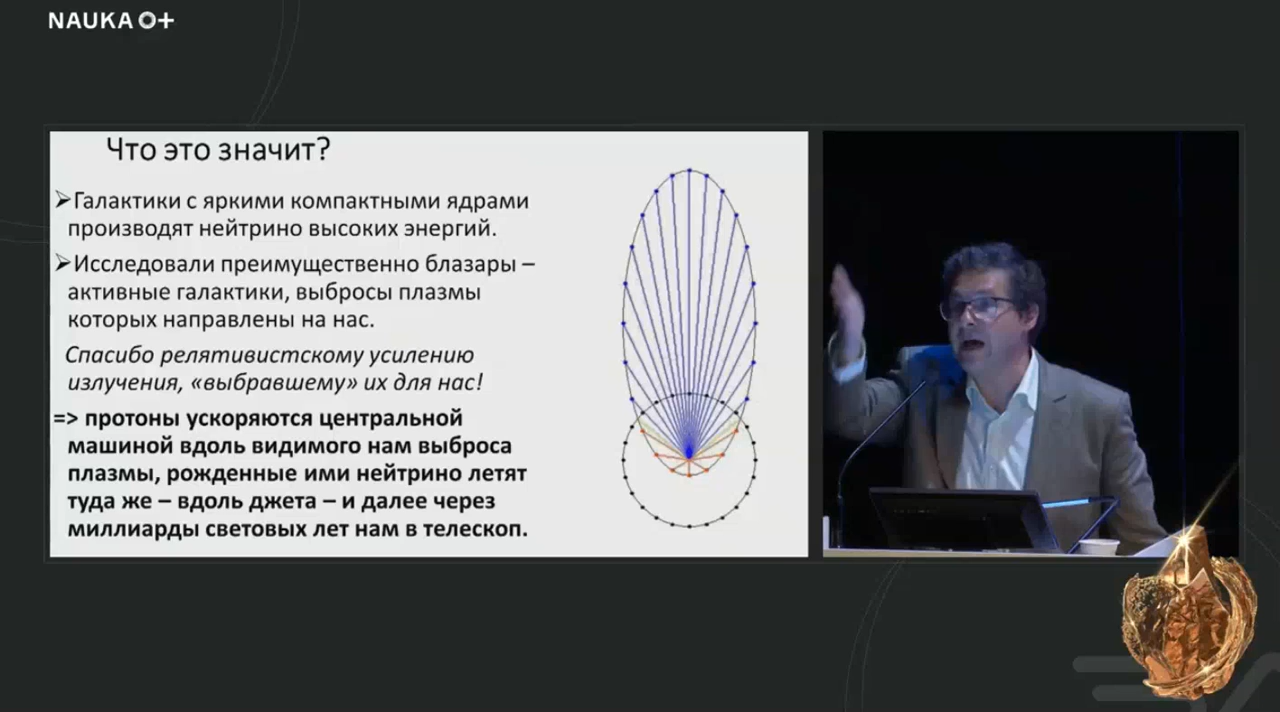 NAUKA O+
Что это значит?
➢Галактики с яркими компактными ядрами
производят нейтрино высоких энергий.
➢Исследовали преимущественно блазары –
активные галактики, выбросы плазмы
которых направлены на нас.
Спасибо релятивистскому усилению
излучения, «выбравшему» их для нас!
=> протоны ускоряются центральной
машиной вдоль видимого нам выброса
плазмы, рожденные ими нейтрино летят
туда же – вдоль джета – и далее через
миллиарды световых лет нам в телескоп.